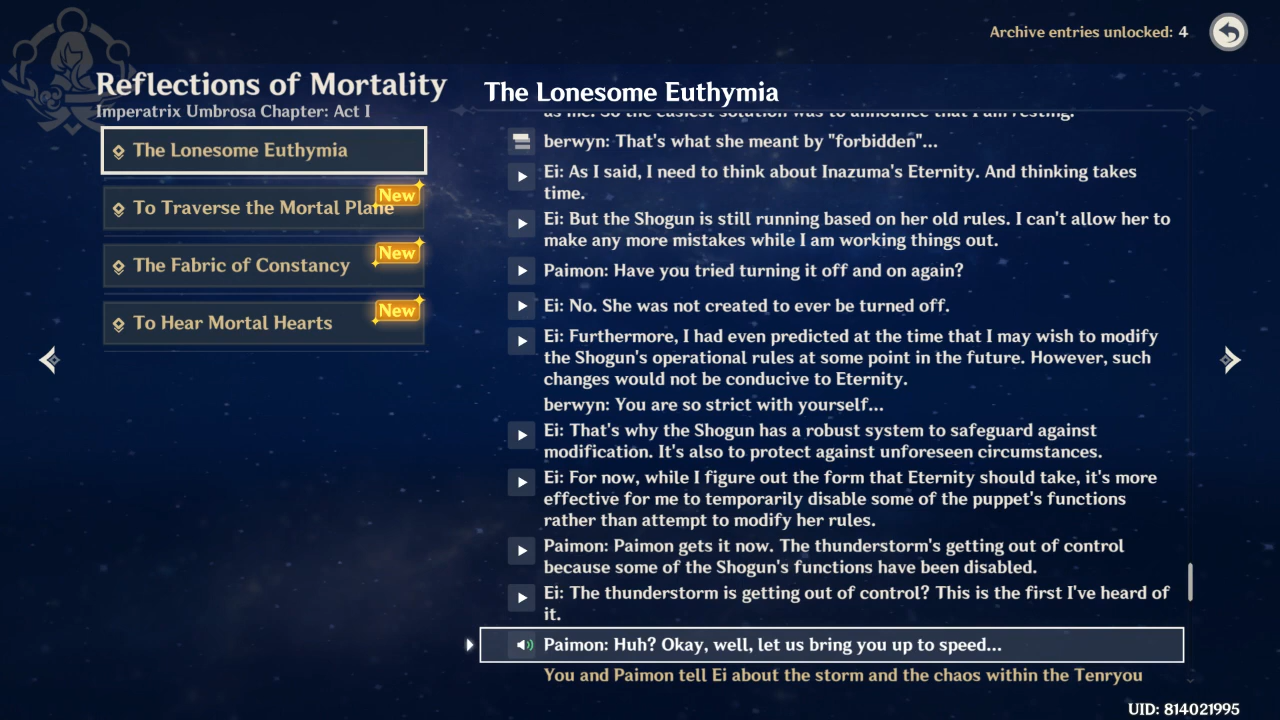 Archive entries unlocked: 4
Reflections of Mortality
Imperatrix Umbrosa Chapter: Act I
The Lonesome Euthymia
To Traverse the Mortal Plane
New
The Fabric of Constancy
New
To Hear Mortal Hearts
New
The Lonesome Euthymia
as me. So the easiest solution was to announce that I am resting.
berwyn: That's what she meant by "forbidden"...
Ei: As I said, I need to think about Inazuma's Eternity. And thinking takes
time.
Ei: But the Shogun is still running based on her old rules. I can't allow her to
make any more mistakes while I am working things out.
Paimon: Have you tried turning it off and on again?
Ei: No. She was not created to ever be turned off.
Ei: Furthermore, I had even predicted at the time that I may wish to modify
the Shogun's operational rules at some point in the future. However, such
changes would not be conducive to Eternity.
berwyn: You are so strict with yourself...
Ei: That's why the Shogun has a robust system to safeguard against
modification. It's also to protect against unforeseen circumstances.
Ei: For now, while I figure out the form that Eternity should take, it's more
effective for me to temporarily disable some of the puppet's functions
rather than attempt to modify her rules.
Paimon: Paimon gets it now. The thunderstorm's getting out of control
because some of the Shogun's functions have been disabled.
Ei: The thunderstorm is getting out of control? This is the first I've heard of
it.
Paimon: Huh? Okay, well, let us bring you up to speed...
You and Paimon tell Ei about the storm and the chaos within the Tenryou
UID: 814021995